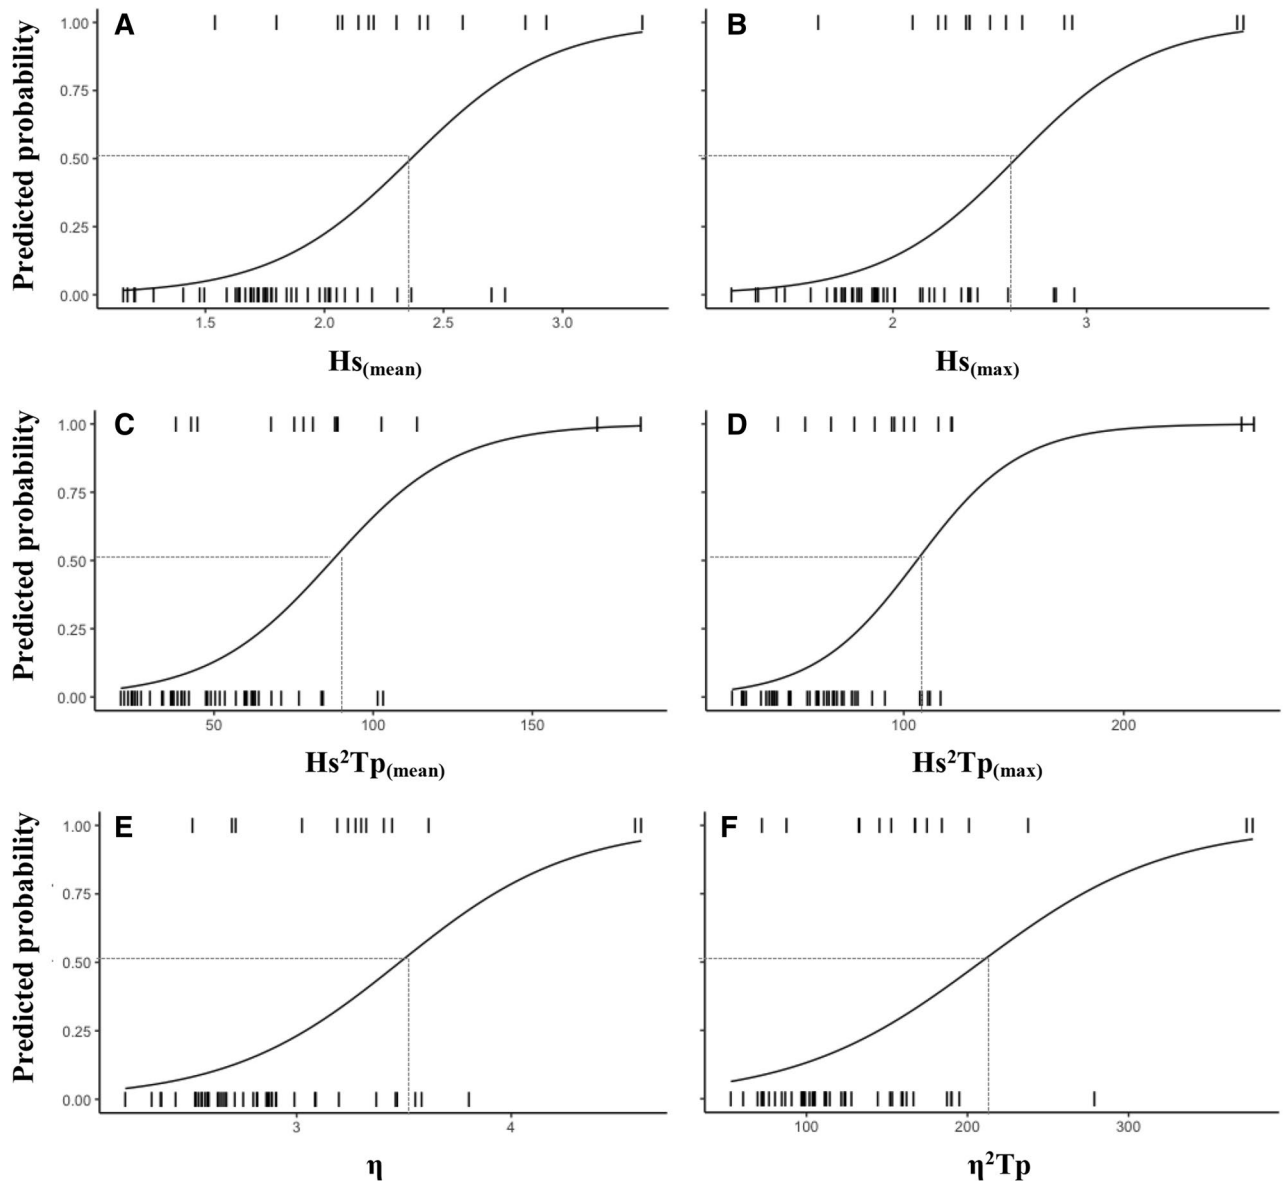 A
B
Predicted probability
1.00
0.75
0.50
0.25
0.00
1.5 2.0 2.5 3.0
2 3
Hs(mean)
Hs(max)
C
D
Predicted probability
1.00
0.75
0.50
0.25
0.00
50 100 150
100 200
Hs²Tp(mean)
Hs²Tp(max)
E
F
Predicted probability
1.00
0.75
0.50
0.25
0.00
3 4
100 200 300
η
η²Tp